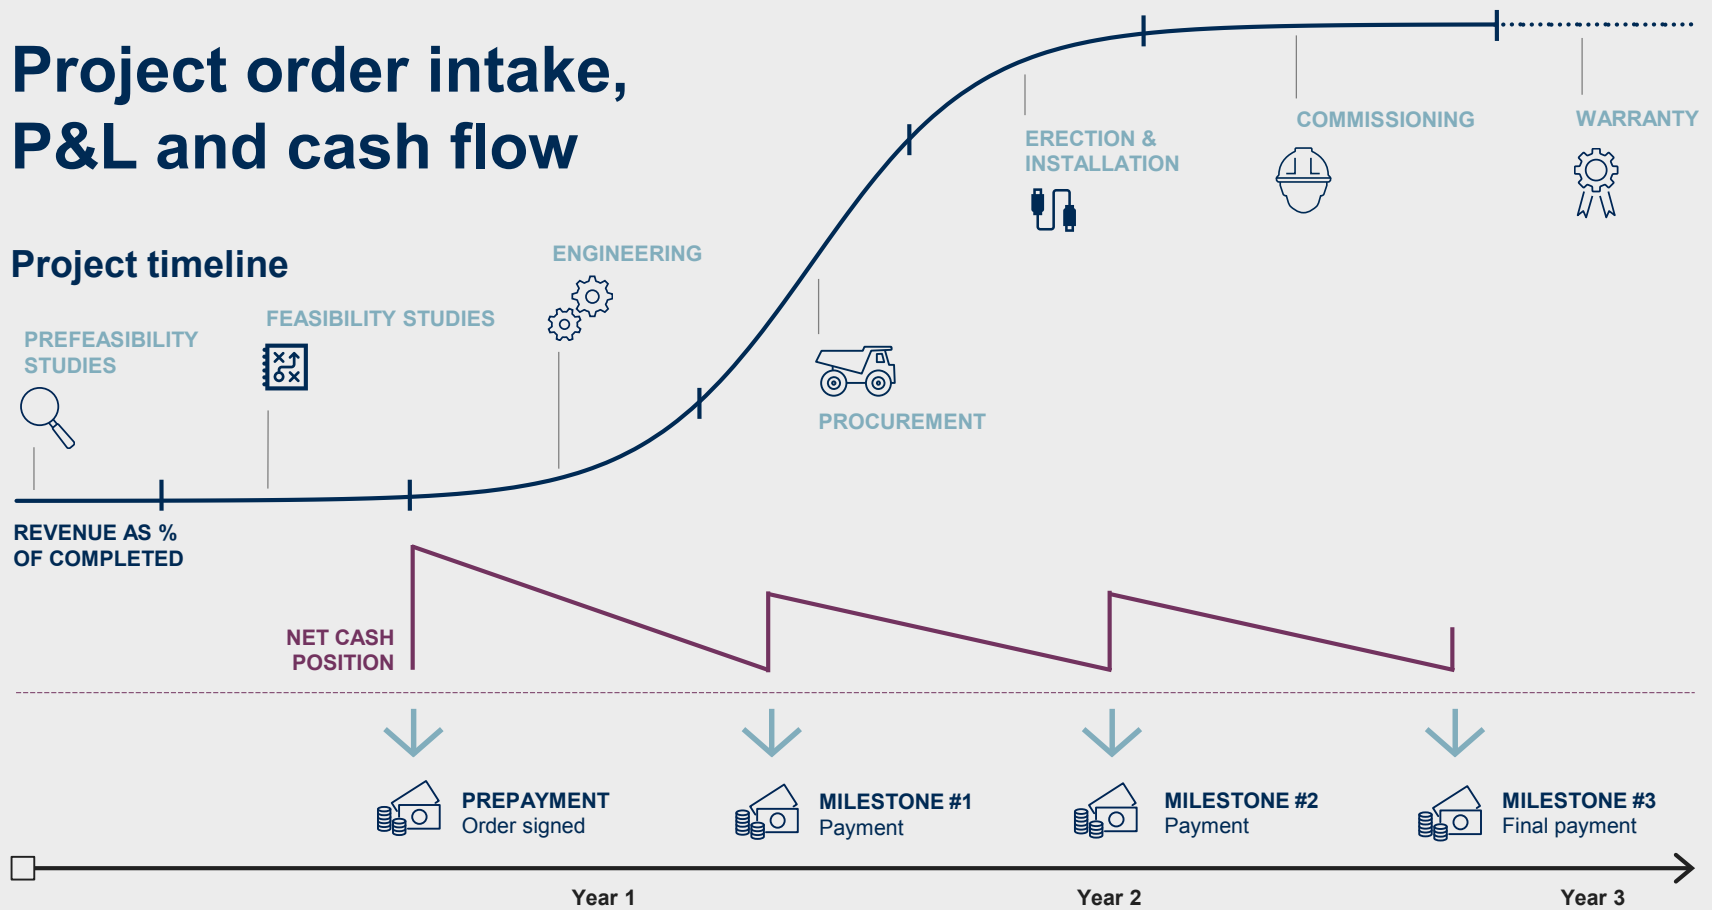 Project order intake,
P&L and cash flow
Project timeline
PREFEASIBILITY
STUDIES
FEASIBILITY STUDIES
ENGINEERING
PROCUREMENT
ERECTION &
INSTALLATION
COMMISSIONING
WARRANTY
REVENUE AS %
OF COMPLETED
NET CASH
POSITION
PREPAYMENT
Order signed
MILESTONE #1
Payment
MILESTONE #2
Payment
MILESTONE #3
Final payment
Year 1
Year 2
Year 3